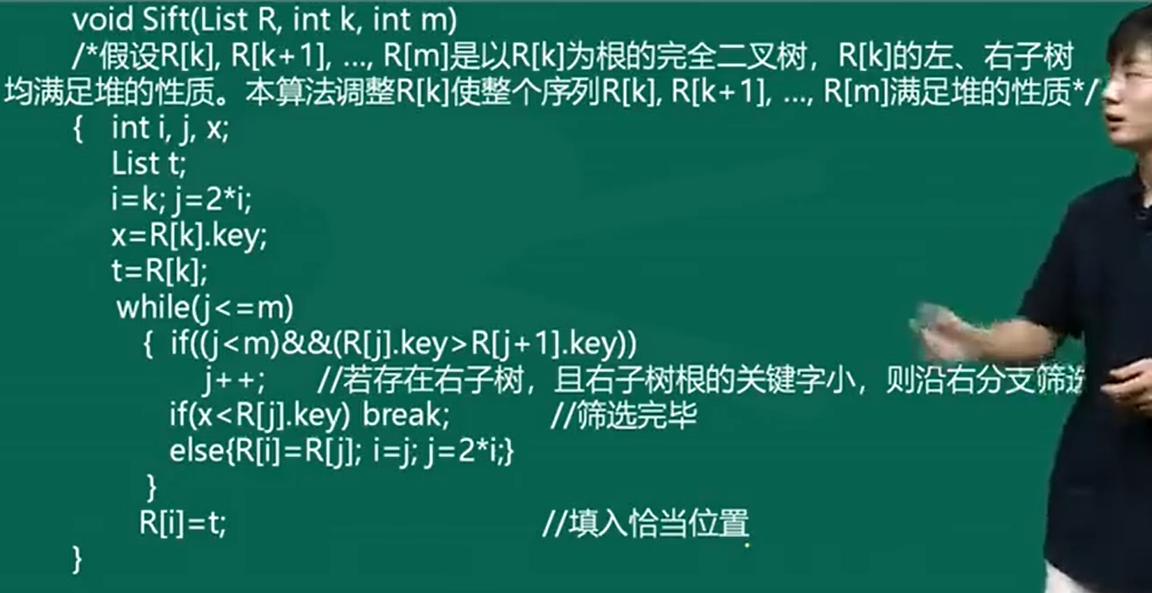 void Sift(List R, int k, int m)
/*假设R[k], R[k+1], ..., R[m]是以R[k]为根的完全二叉树，R[k]的左、右子树
均满足堆的性质。本算法调整R[k]使整个序列R[k], R[k+1], ..., R[m]满足堆的性质*/
{ int i, j, x;
List t;
i=k; j=2*i;
x=R[k].key;
t=R[k];
while(j<=m)
{ if((j<m)&&(R[j].key>R[j+1].key))
j++; //若存在右子树，且右子树根的关键字小，则沿右分支筛选
if(x<R[j].key) break; //筛选完毕
else{R[i]=R[j]; i=j; j=2*i;}
}
R[i]=t; //填入恰当位置
}